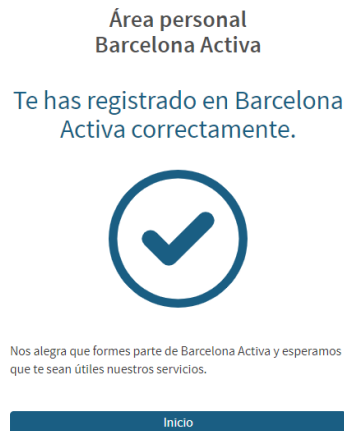 Área personal
Barcelona Activa
Te has registrado en Barcelona
Activa correctamente.
Nos alegra que formes parte de Barcelona Activa y esperamos
que te sean útiles nuestros servicios.
Inicio